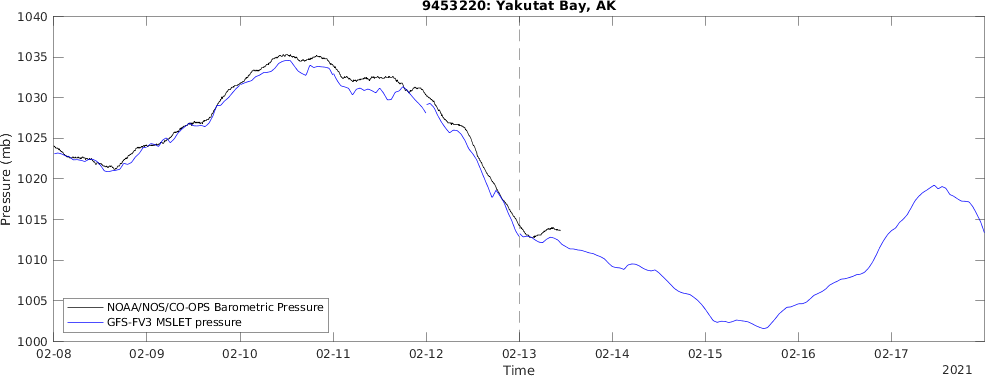 9453220: Yakutat Bay, AK
Pressure (mb)
1040
1035
1030
1025
1020
1015
1010
1005
1000
NOAA/NOS/CO-OPS Barometric Pressure
GFS-FV3 MSLET pressure
02-08 02-09 02-10 02-11 02-12 02-13 02-14 02-15 02-16 02-17
Time
2021